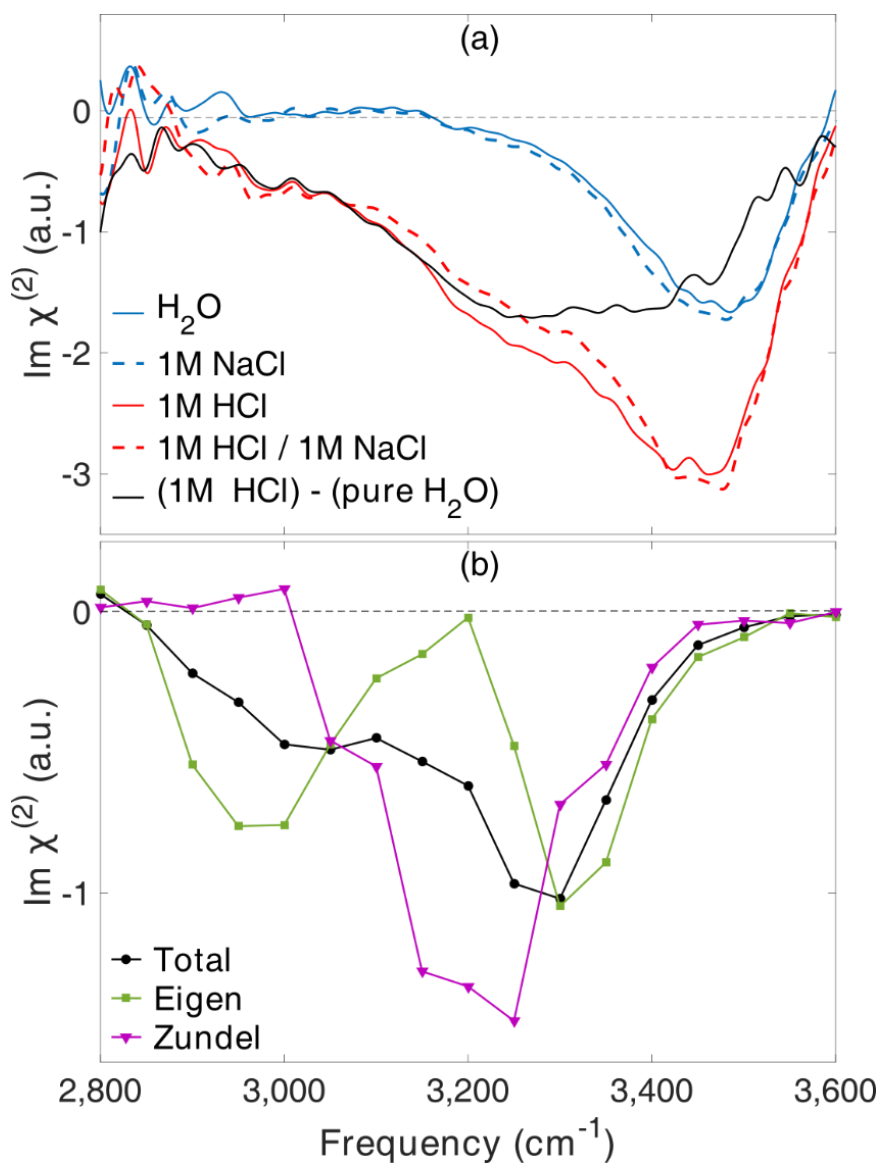 (a)
0
-1
-2
-3
Im χ(2) (a.u.)
H2O
1M NaCl
1M HCl
1M HCl / 1M NaCl
(1M HCl) - (pure H2O)
(b)
0
-1
Im χ(2) (a.u.)
Total
Eigen
Zundel
2,800 3,000 3,200 3,400 3,600
Frequency (cm-1)